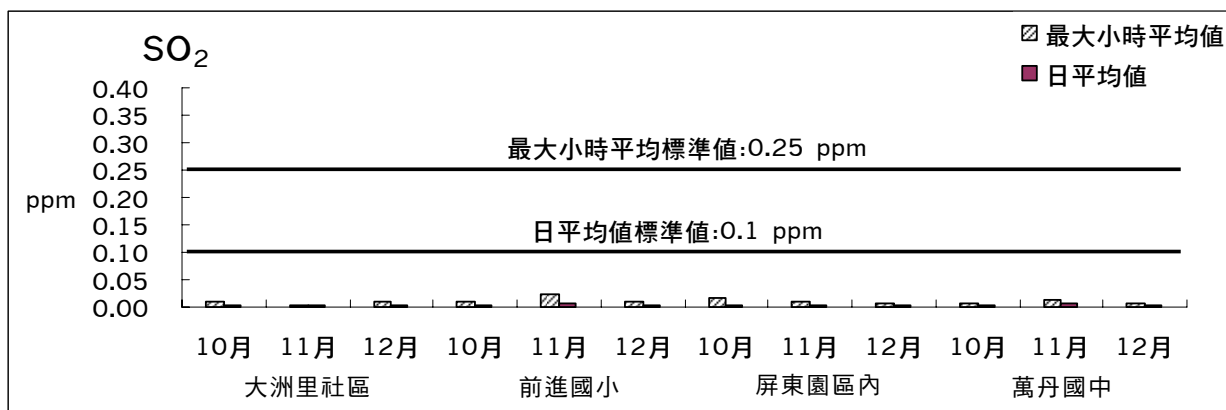 SO₂
最大小時平均值
日平均值
0.40
0.35
0.30
0.25
0.20
0.15
0.10
0.05
0.00
ppm
最大小時平均標準值:0.25 ppm
日平均值標準值:0.1 ppm
10月 11月 12月 10月 11月 12月 10月 11月 12月 10月 11月 12月
大洲里社區 前進國小 屏東園區內 萬丹國中